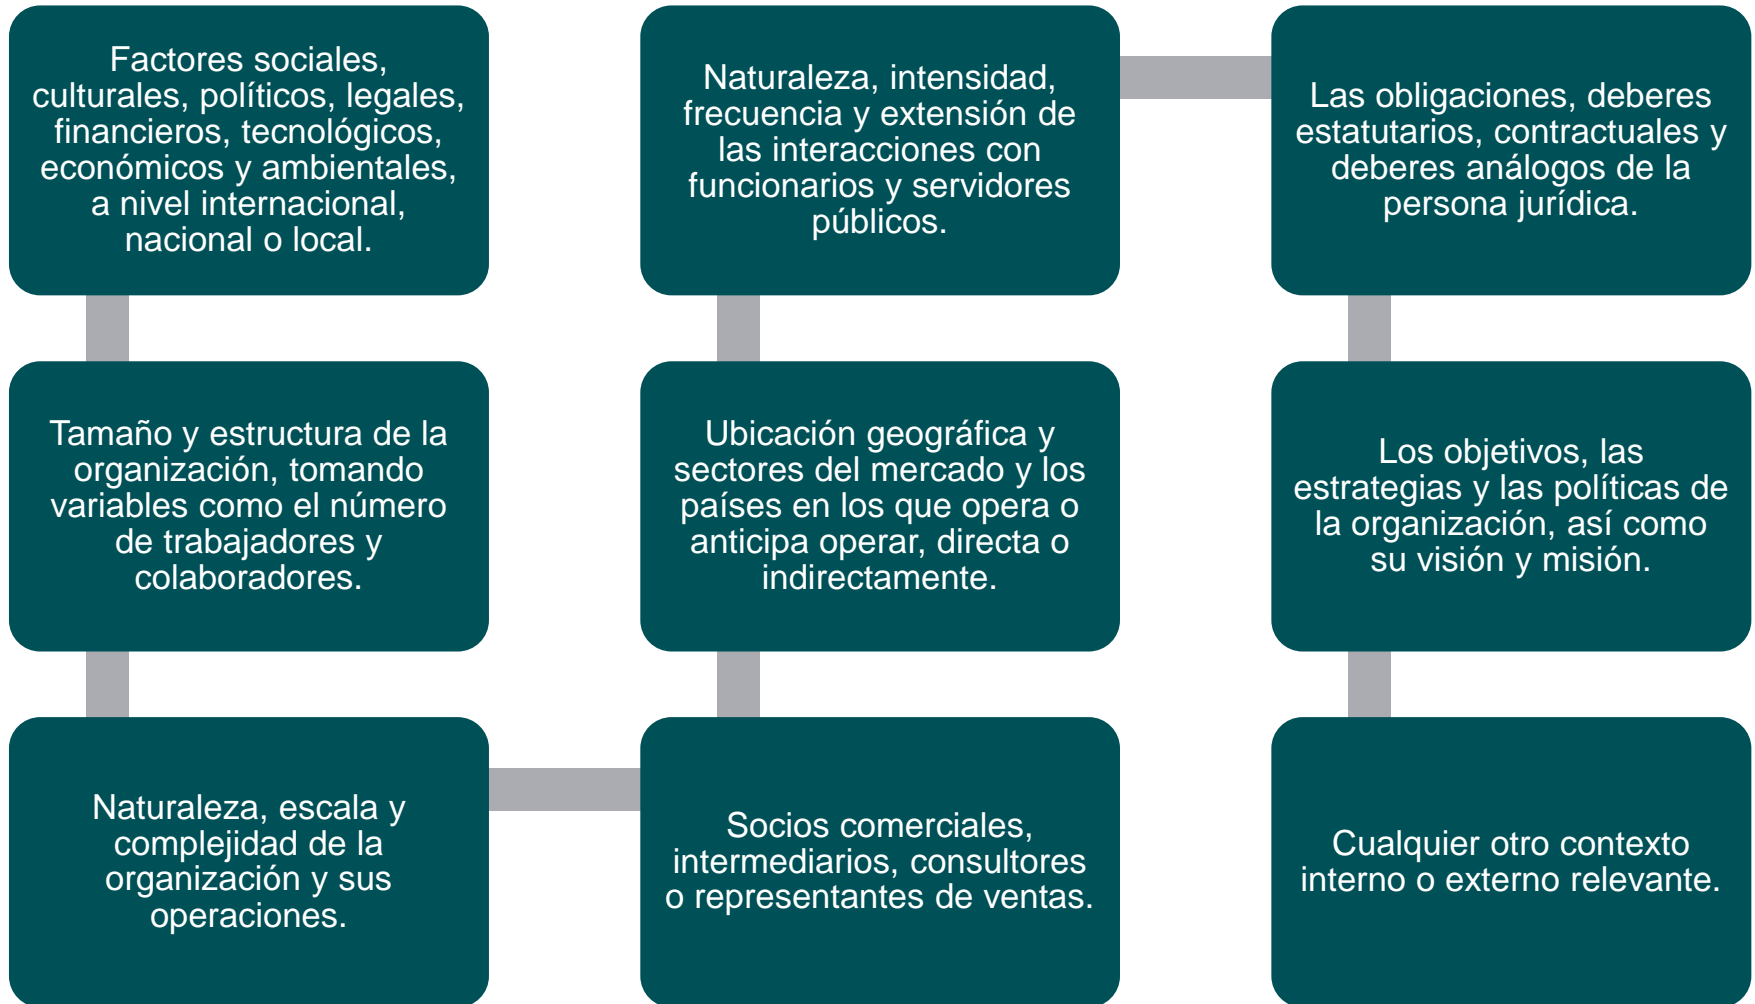 Factores sociales,
culturales, políticos, legales,
financieros, tecnológicos,
económicos y ambientales,
a nivel internacional,
nacional o local.
Tamaño y estructura de la
organización, tomando
variables como el número
de trabajadores y
colaboradores.
Naturaleza, escala y
complejidad de la
organización y sus
operaciones.
Socios comerciales,
intermediarios, consultores
o representantes de ventas.
Ubicación geográfica y
sectores del mercado y los
países en los que opera o
anticipa operar, directa o
indirectamente.
Naturaleza, intensidad,
frecuencia y extensión de
las interacciones con
funcionarios y servidores
públicos.
Las obligaciones, deberes
estatutarios, contractuales y
deberes análogos de la
persona jurídica.
Los objetivos, las
estrategias y las políticas de
la organización, así como
su visión y misión.
Cualquier otro contexto
interno o externo relevante.